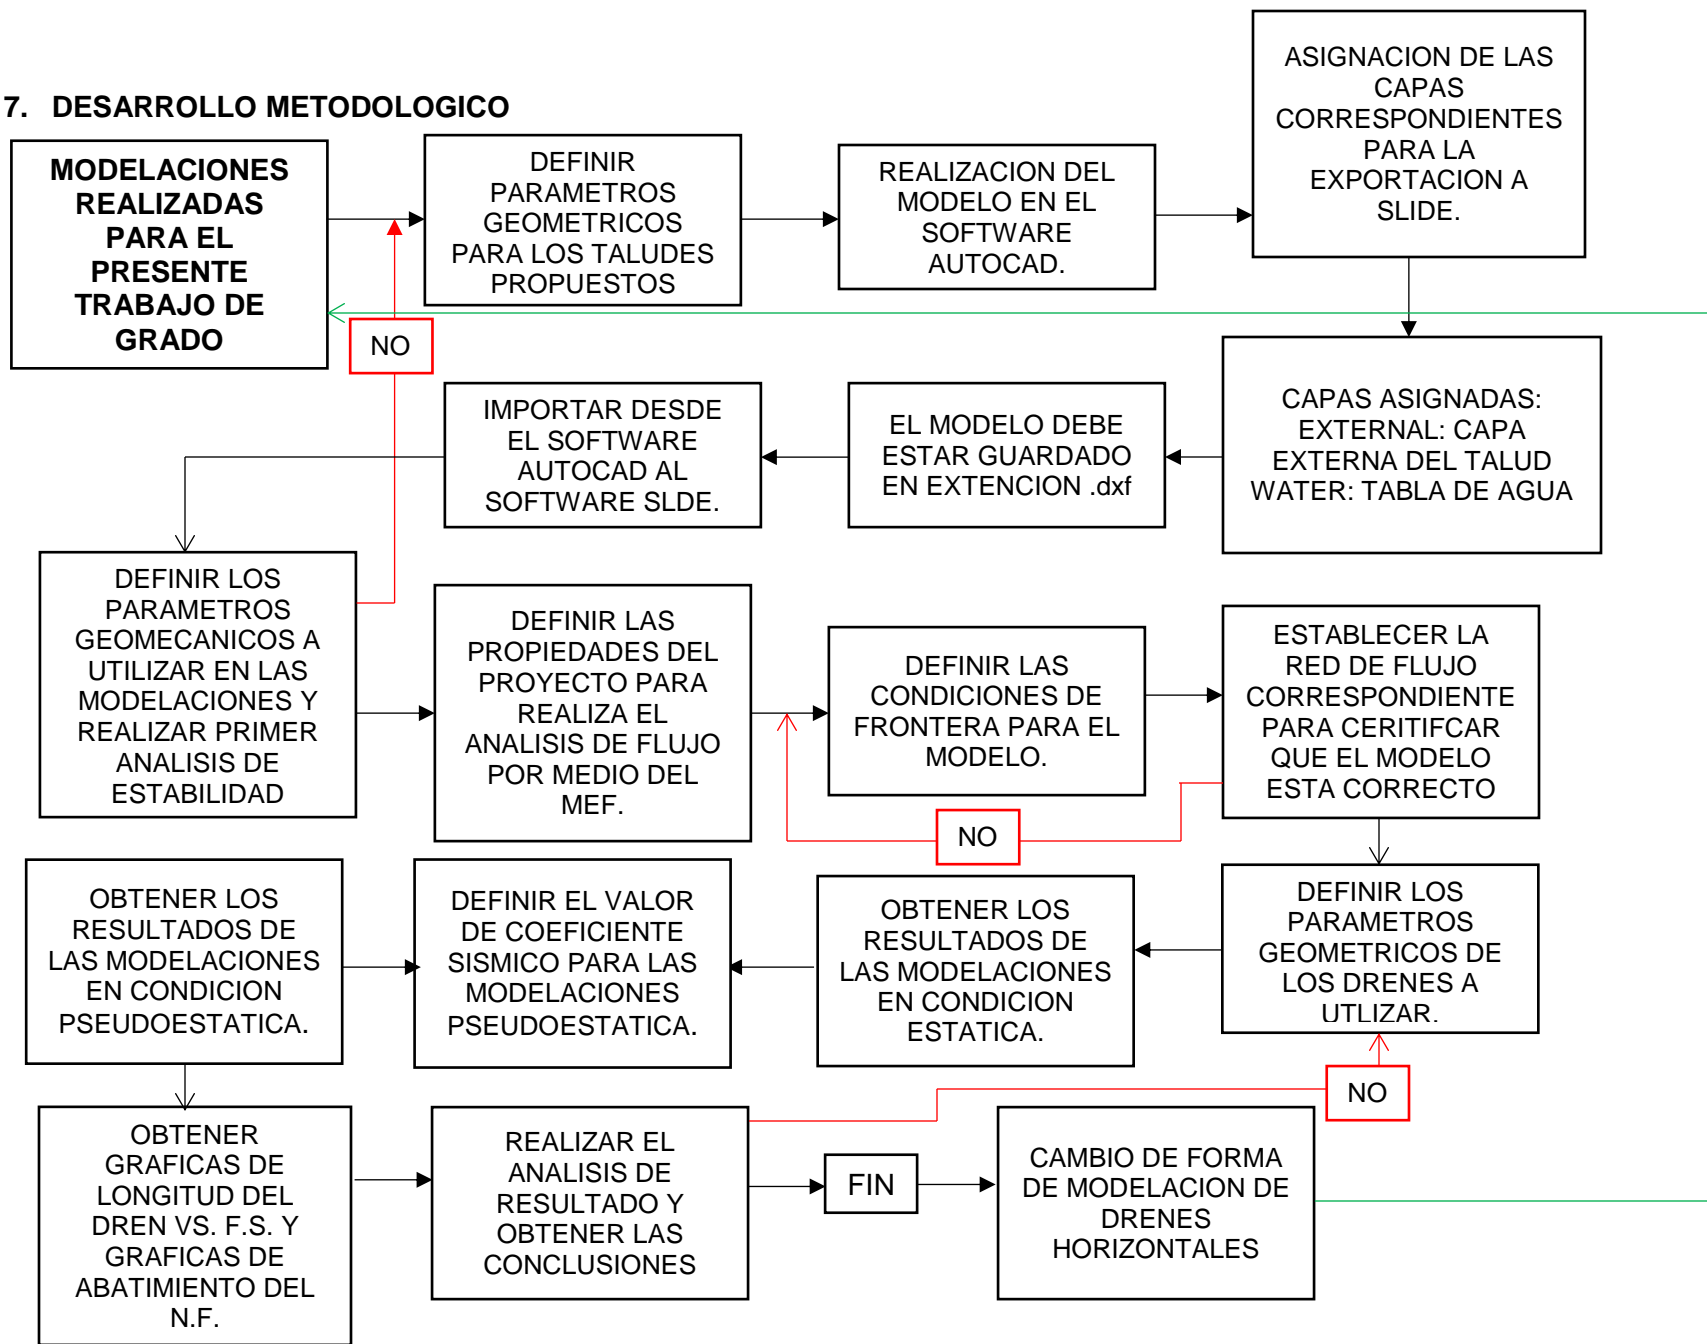 7. DESARROLLO METODOLOGICO
MODELACIONES
REALIZADAS
PARA EL
PRESENTE
TRABAJO DE
GRADO
DEFINIR
PARAMETROS
GEOMETRICOS
PARA LOS TALUDES
PROPUESTOS
REALIZACION DEL
MODELO EN EL
SOFTWARE
AUTOCAD.
ASIGNACION DE LAS
CAPAS
CORRESPONDIENTES
PARA LA
EXPORTACION A
SLIDE.
NO
CAPAS ASIGNADAS:
EXTERNAL: CAPA
EXTERNA DEL TALUD
WATER: TABLA DE AGUA
EL MODELO DEBE
ESTAR GUARDADO
EN EXTENCION .dxf
IMPORTAR DESDE
EL SOFTWARE
AUTOCAD AL
SOFTWARE SLDE.
DEFINIR LOS
PARAMETROS
GEOMECANICOS A
UTILIZAR EN LAS
MODELACIONES Y
REALIZAR PRIMER
ANALISIS DE
ESTABILIDAD
DEFINIR LAS
PROPIEDADES DEL
PROYECTO PARA
REALIZA EL
ANALISIS DE FLUJO
POR MEDIO DEL
MEF.
DEFINIR LAS
CONDICIONES DE
FRONTERA PARA EL
MODELO.
ESTABLECER LA
RED DE FLUJO
CORRESPONDIENTE
PARA CERITIFCAR
QUE EL MODELO
ESTA CORRECTO
NO
DEFINIR LOS
PARAMETROS
GEOMETRICOS DE
LOS DRENES A
UTLIZAR.
OBTENER LOS
RESULTADOS DE
LAS MODELACIONES
EN CONDICION
ESTATICA.
DEFINIR EL VALOR
DE COEFICIENTE
SISMICO PARA LAS
MODELACIONES
PSEUDOESTATICA.
OBTENER LOS
RESULTADOS DE
LAS MODELACIONES
EN CONDICION
PSEUDOESTATICA.
NO
OBTENER
GRAFICAS DE
LONGITUD DEL
DREN VS. F.S. Y
GRAFICAS DE
ABATIMIENTO DEL
N.F.
REALIZAR EL
ANALISIS DE
RESULTADO Y
OBTENER LAS
CONCLUSIONES
FIN
CAMBIO DE FORMA
DE MODELACION DE
DRENES
HORIZONTALES